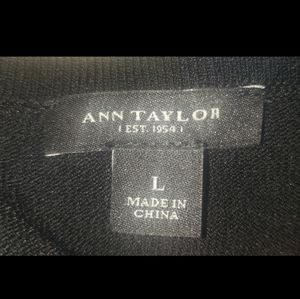 ANN TAYLOR
| EST. 1954 |
L
MADE IN
CHINA